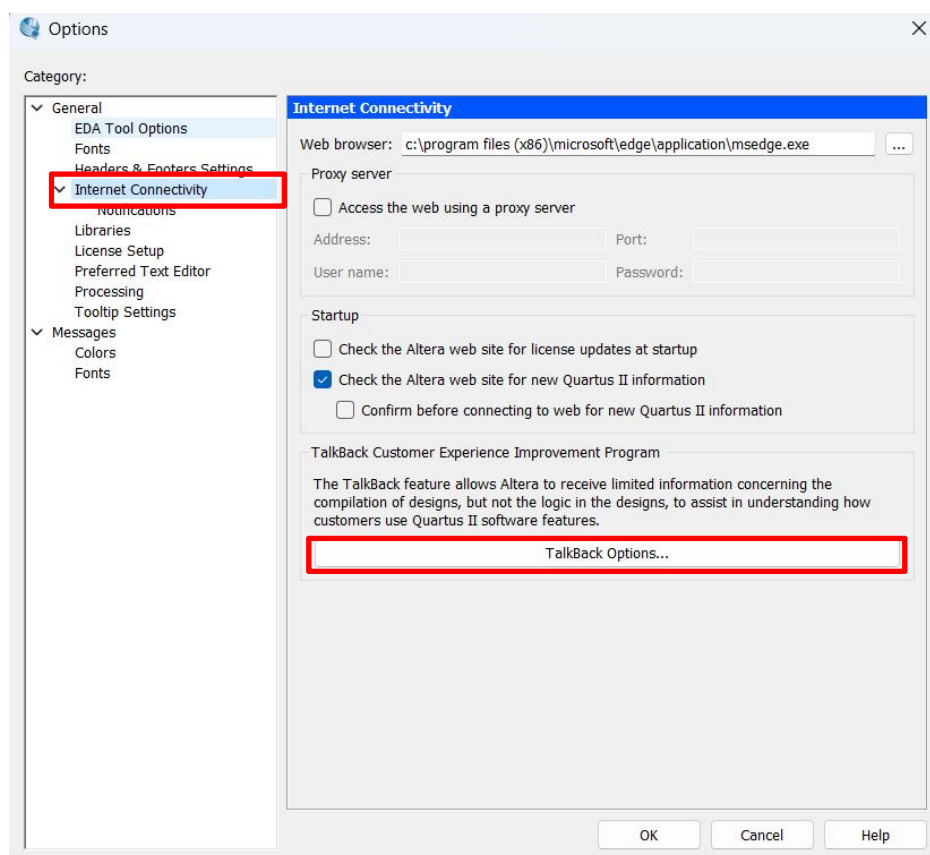 Options
Category:
General
EDA Tool Options
Fonts
Headers & Footers Settings
Internet Connectivity
Notifications
Libraries
License Setup
Preferred Text Editor
Processing
Tooltip Settings
Messages
Colors
Fonts
Internet Connectivity
Web browser: c:\program files (x86)\microsoft\edge\application\msedge.exe ...
Proxy server
Access the web using a proxy server
Address: Port:
User name: Password:
Startup
Check the Altera web site for license updates at startup
Check the Altera web site for new Quartus II information
Confirm before connecting to web for new Quartus II information
TalkBack Customer Experience Improvement Program
The TalkBack feature allows Altera to receive limited information concerning the
compilation of designs, but not the logic in the designs, to assist in understanding how
customers use Quartus II software features.
TalkBack Options...
OK Cancel Help